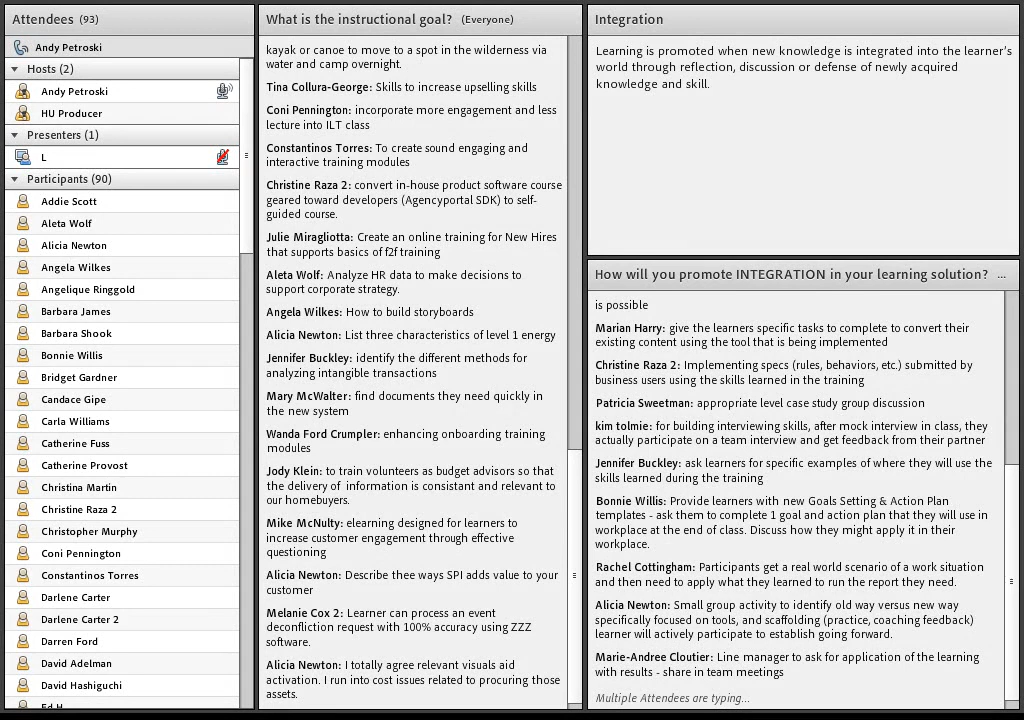 Attendees (93)
Andy Petroski
Hosts (2)
Andy Petroski
HU Producer
Presenters (1)
L
Participants (90)
Addie Scott
Aleta Wolf
Alicia Newton
Angela Wilkes
Angelique Ringgold
Barbara James
Barbara Shook
Bonnie Willis
Bridget Gardner
Candace Gipe
Carla Williams
Catherine Fuss
Catherine Provost
Christina Martin
Christine Raza 2
Christopher Murphy
Coni Pennington
Constantinos Torres
Darlene Carter
Darlene Carter 2
Darren Ford
David Adelman
David Hashiguchi
Ed H
What is the instructional goal? (Everyone)
kayak or canoe to move to a spot in the wilderness via
water and camp overnight.
Tina Collura-George: Skills to increase upselling skills
Coni Pennington: incorporate more engagement and less
lecture into ILT class
Constantinos Torres: To create sound engaging and
interactive training modules
Christine Raza 2: convert in-house product software course
geared toward developers (Agencyportal SDK) to self-
guided course.
Julie Miragliotta: Create an online training for New Hires
that supports basics of f2f training
Aleta Wolf: Analyze HR data to make decisions to
support corporate strategy.
Angela Wilkes: How to build storyboards
Alicia Newton: List three characteristics of level 1 energy
Jennifer Buckley: identify the different methods for
analyzing intangible transactions
Mary McWalter: find documents they need quickly in
the new system
Wanda Ford Crumpler: enhancing onboarding training
modules
Jody Klein: to train volunteers as budget advisors so that
the delivery of information is consistant and relevant to
our homebuyers.
Mike McNulty: elearning designed for learners to
increase customer engagement through effective
questioning
Alicia Newton: Describe thee ways SPI adds value to your
customer
Melanie Cox 2: Learner can process an event
deconfliction request with 100% accuracy using ZZZ
software.
Alicia Newton: I totally agree relevant visuals aid
activation. I run into cost issues related to procuring those
assets.
Integration
Learning is promoted when new knowledge is integrated into the learner's
world through reflection, discussion or defense of newly acquired
knowledge and skill.
How will you promote INTEGRATION in your learning solution? ...
is possible
Marian Harry: give the learners specific tasks to complete to convert their
existing content using the tool that is being implemented
Christine Raza 2: Implementing specs (rules, behaviors, etc.) submitted by
business users using the skills learned in the training
Patricia Sweetman: appropriate level case study group discussion
kim tolmie: for building interviewing skills, after mock interview in class, they
actually participate on a team interview and get feedback from their partner
Jennifer Buckley: ask learners for specific examples of where they will use the
skills learned during the training
Bonnie Willis: Provide learners with new Goals Setting & Action Plan
templates - ask them to complete 1 goal and action plan that they will use in
workplace at the end of class. Discuss how they might apply it in their
workplace.
Rachel Cottingham: Participants get a real world scenario of a work situation
and then need to apply what they learned to run the report they need.
Alicia Newton: Small group activity to identify old way versus new way
specifically focused on tools, and scaffolding (practice, coaching feedback)
learner will actively participate to establish going forward.
Marie-Andree Cloutier: Line manager to ask for application of the learning
with results - share in team meetings
Multiple Attendees are typing...